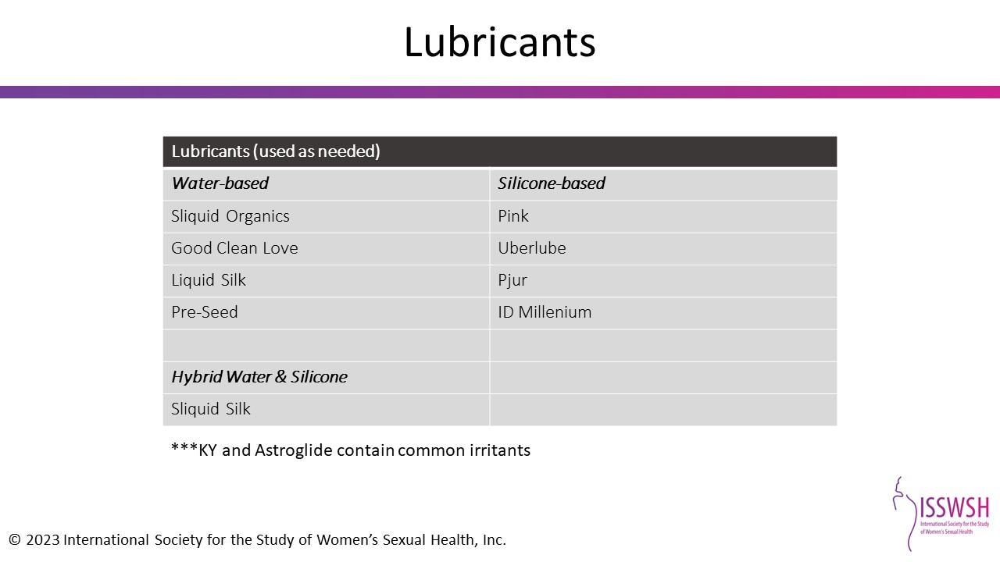 Lubricants
Lubricants (used as needed)
Water-based Silicone-based
Sliquid Organics Pink
Good Clean Love Uberlube
Liquid Silk Pjur
Pre-Seed ID Millenium
Hybrid Water & Silicone
Sliquid Silk
***KY and Astroglide contain common irritants
ISSWSH
International Society for the Study
of Women's Sexual Health
© 2023 International Society for the Study of Women’s Sexual Health, Inc.